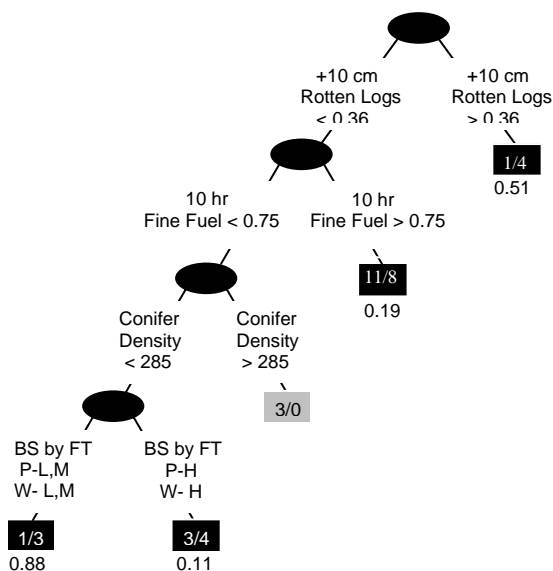 +10 cm
Rotten Logs
< 0.36
+10 cm
Rotten Logs
> 0.36
1/4
0.51
10 hr
Fine Fuel < 0.75
10 hr
Fine Fuel > 0.75
11/8
0.19
Conifer
Density
< 285
Conifer
Density
> 285
3/0
BS by FT
P-L,M
W- L,M
BS by FT
P-H
W- H
1/3
0.88
3/4
0.11